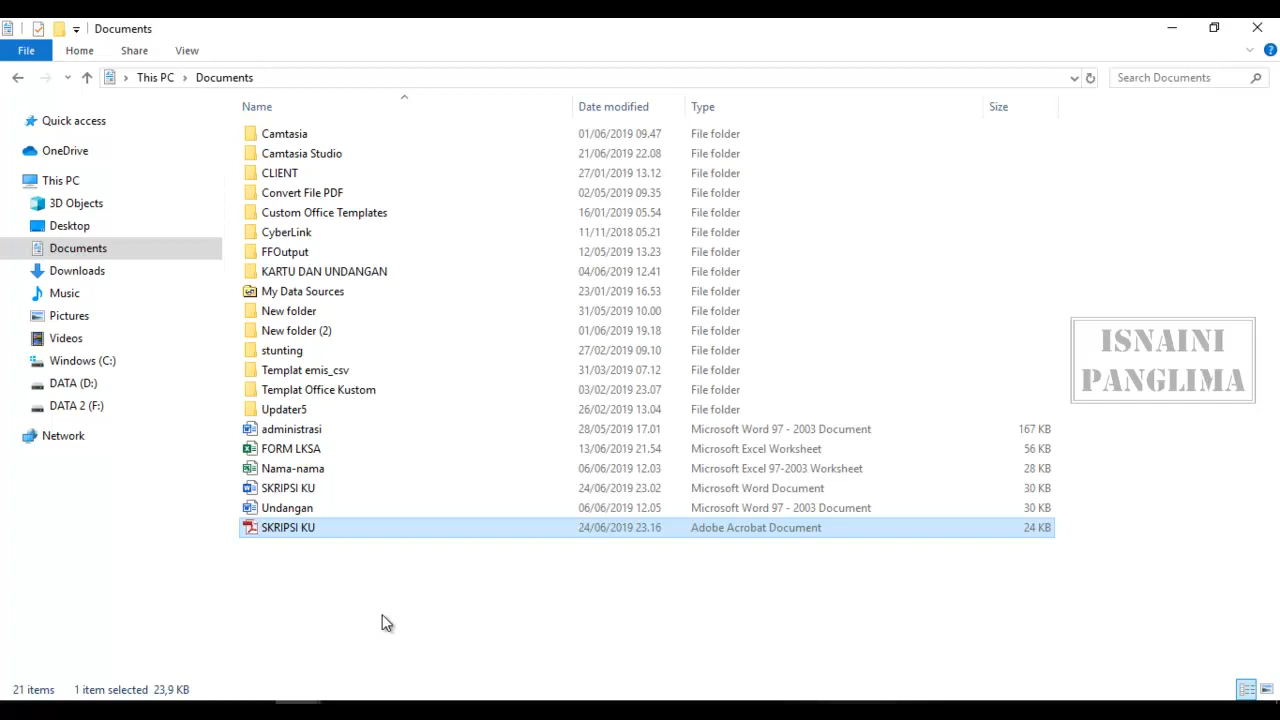 Documents
File Home Share View
This PC Documents Search Documents
Name Date modified Type Size
Quick access
OneDrive
This PC
3D Objects
Desktop
Documents
Downloads
Music
Pictures
Videos
Windows (C:)
DATA (D:)
DATA 2 (F:)
Network
Camtasia 01/06/2019 09.47 File folder
Camtasia Studio 21/06/2019 22.08 File folder
CLIENT 27/01/2019 13.12 File folder
Convert File PDF 02/05/2019 09.35 File folder
Custom Office Templates 16/01/2019 05.54 File folder
CyberLink 11/11/2018 05.21 File folder
FFOutput 12/05/2019 13.23 File folder
KARTU DAN UNDANGAN 04/06/2019 12.41 File folder
My Data Sources 23/01/2019 16.53 File folder
New folder 31/05/2019 10.00 File folder
New folder (2) 01/06/2019 19.18 File folder
stunting 27/02/2019 09.10 File folder
Templat emis_csv 31/03/2019 07.12 File folder
Templat Office Kustom 03/02/2019 23.07 File folder
Updater5 26/02/2019 13.04 File folder
administrasi 28/05/2019 17.01 Microsoft Word 97 - 2003 Document 167 KB
FORM LKSA 13/06/2019 21.54 Microsoft Excel Worksheet 56 KB
Nama-nama 06/06/2019 12.03 Microsoft Excel 97-2003 Worksheet 28 KB
SKRIPSI KU 24/06/2019 23.02 Microsoft Word Document 30 KB
Undangan 06/06/2019 12.05 Microsoft Word 97 - 2003 Document 30 KB
SKRIPSI KU 24/06/2019 23.16 Adobe Acrobat Document 24 KB
ISNAINI
PANGLIMA
21 items 1 item selected 23,9 KB